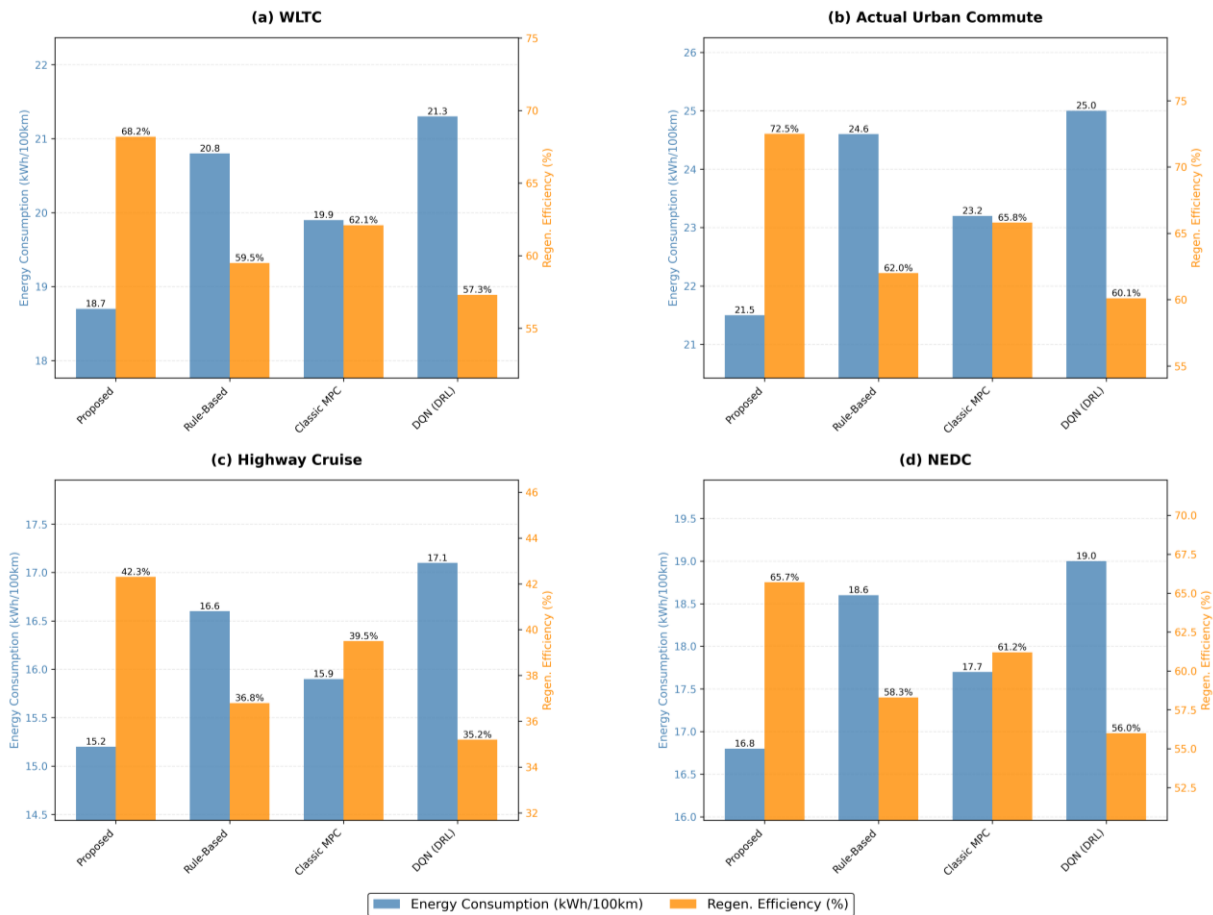 (a) WLTC
Energy Consumption (kWh/100km)
22
21
20
19
18
18.7
68.2%
20.8
59.5%
19.9
62.1%
21.3
57.3%
75
70
65
60
55
Regen. Efficiency (%)
Proposed
Rule-Based
Classic MPC
DQN (DRL)
(b) Actual Urban Commute
Energy Consumption (kWh/100km)
26
25
24
23
22
21
21.5
72.5%
24.6
62.0%
23.2
65.8%
25.0
60.1%
75
70
65
60
55
Regen. Efficiency (%)
Proposed
Rule-Based
Classic MPC
DQN (DRL)
(c) Highway Cruise
Energy Consumption (kWh/100km)
17.5
17.0
16.5
16.0
15.5
15.0
14.5
15.2
42.3%
16.6
36.8%
15.9
39.5%
17.1
35.2%
46
44
42
40
38
36
34
32
Regen. Efficiency (%)
Proposed
Rule-Based
Classic MPC
DQN (DRL)
(d) NEDC
Energy Consumption (kWh/100km)
19.5
19.0
18.5
18.0
17.5
17.0
16.5
16.0
16.8
65.7%
18.6
58.3%
17.7
61.2%
19.0
56.0%
70.0
67.5
65.0
62.5
60.0
57.5
55.0
52.5
Regen. Efficiency (%)
Proposed
Rule-Based
Classic MPC
DQN (DRL)
Energy Consumption (kWh/100km)
Regen. Efficiency (%)